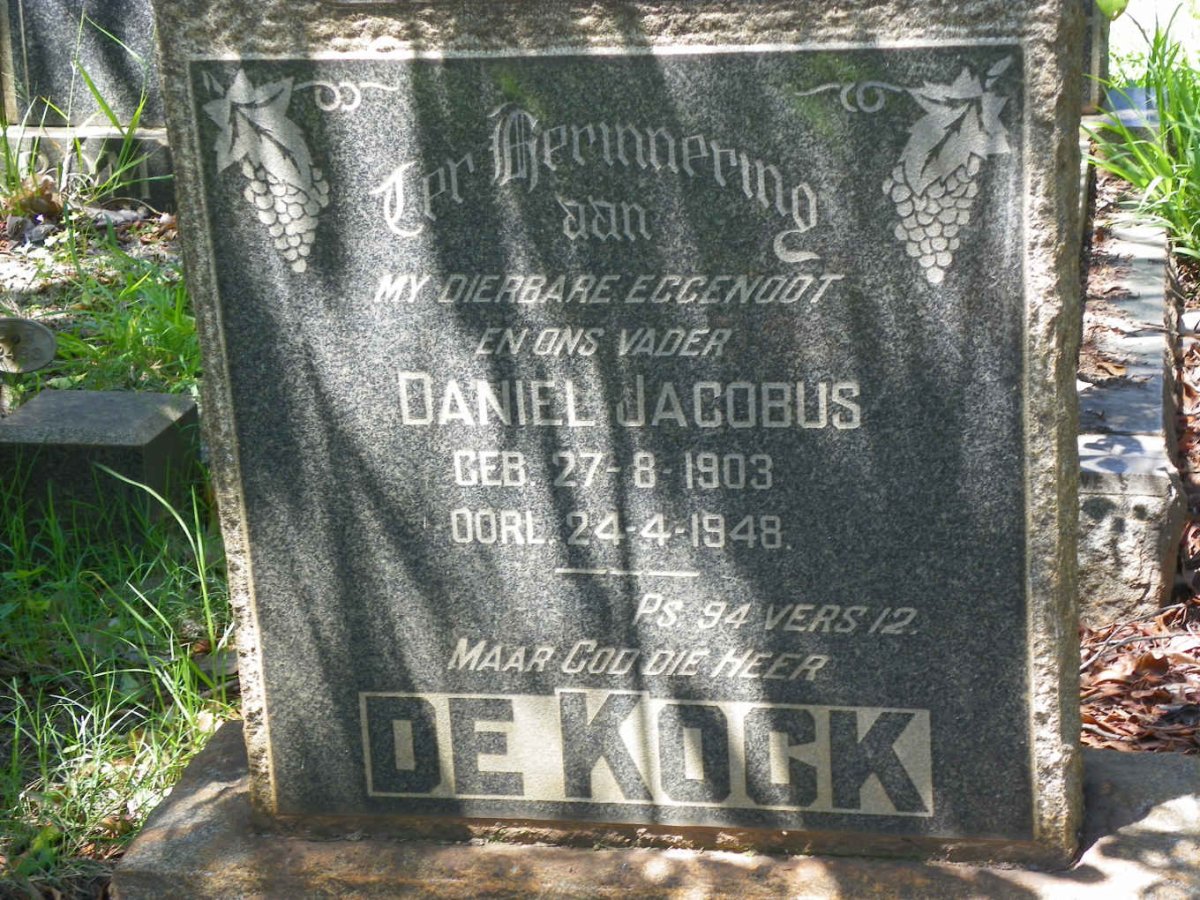 Ter Herinnering
aan
MY DIERBARE EGGENOOT
EN ONS VADER
DANIEL JACOBUS
GEB. 27-8-1903
OORL. 24-4-1948.
PS. 94 VERS 12.
MAAR GOD DIE HEER
DE KOCK